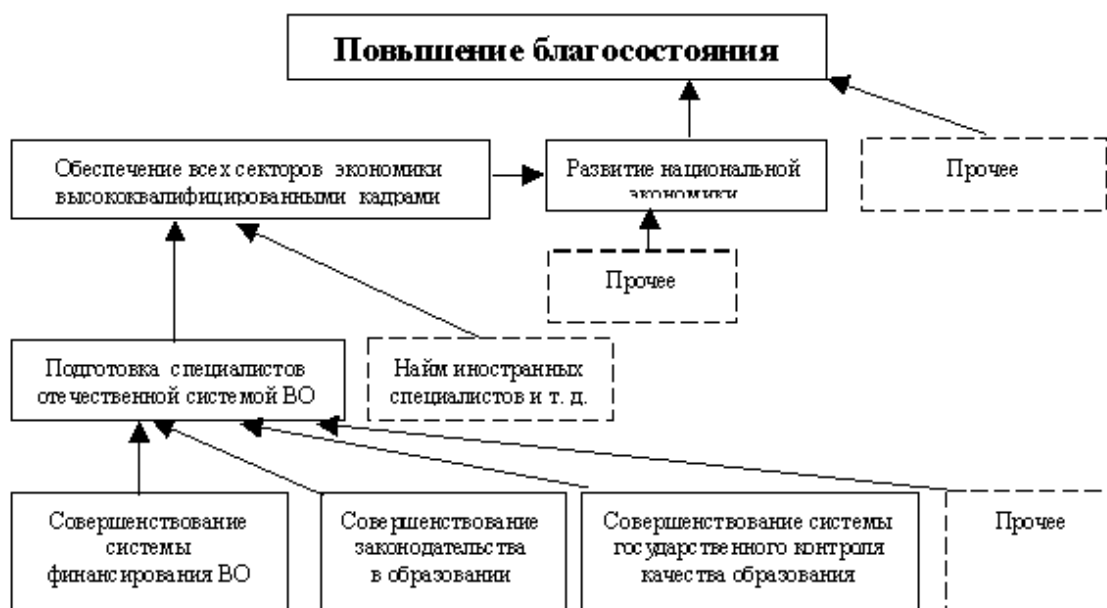 Повышение благосостояния
Обеспечение всех секторов экономики
высококвалифицированными кадрами
Развитие национальной
экономики
Прочее
Прочее
Подготовка специалистов
отечественной системой ВО
Найм иностранных
специалистов и т. д.
Совершенствование
системы
финансирования ВО
Совершенствование
законодательства
в образовании
Совершенствование системы
государственного контроля
качества образования
Прочее